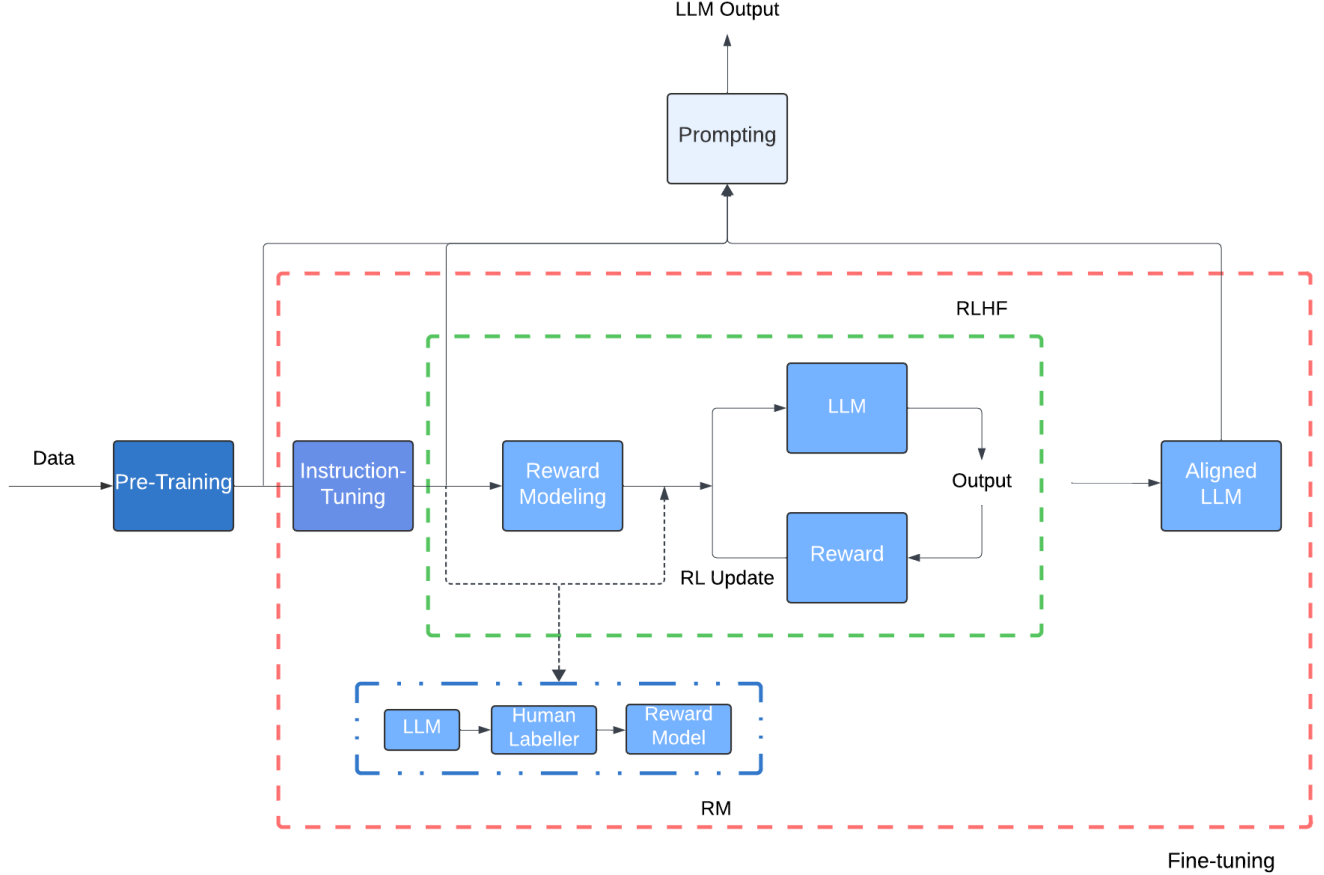 LLM Output
Prompting
RLHF
LLM
Data
Pre-Training
Instruction-
Tuning
Reward
Modeling
Output
Aligned
LLM
Reward
RL Update
LLM
Human
Labeller
Reward
Model
RM
Fine-tuning